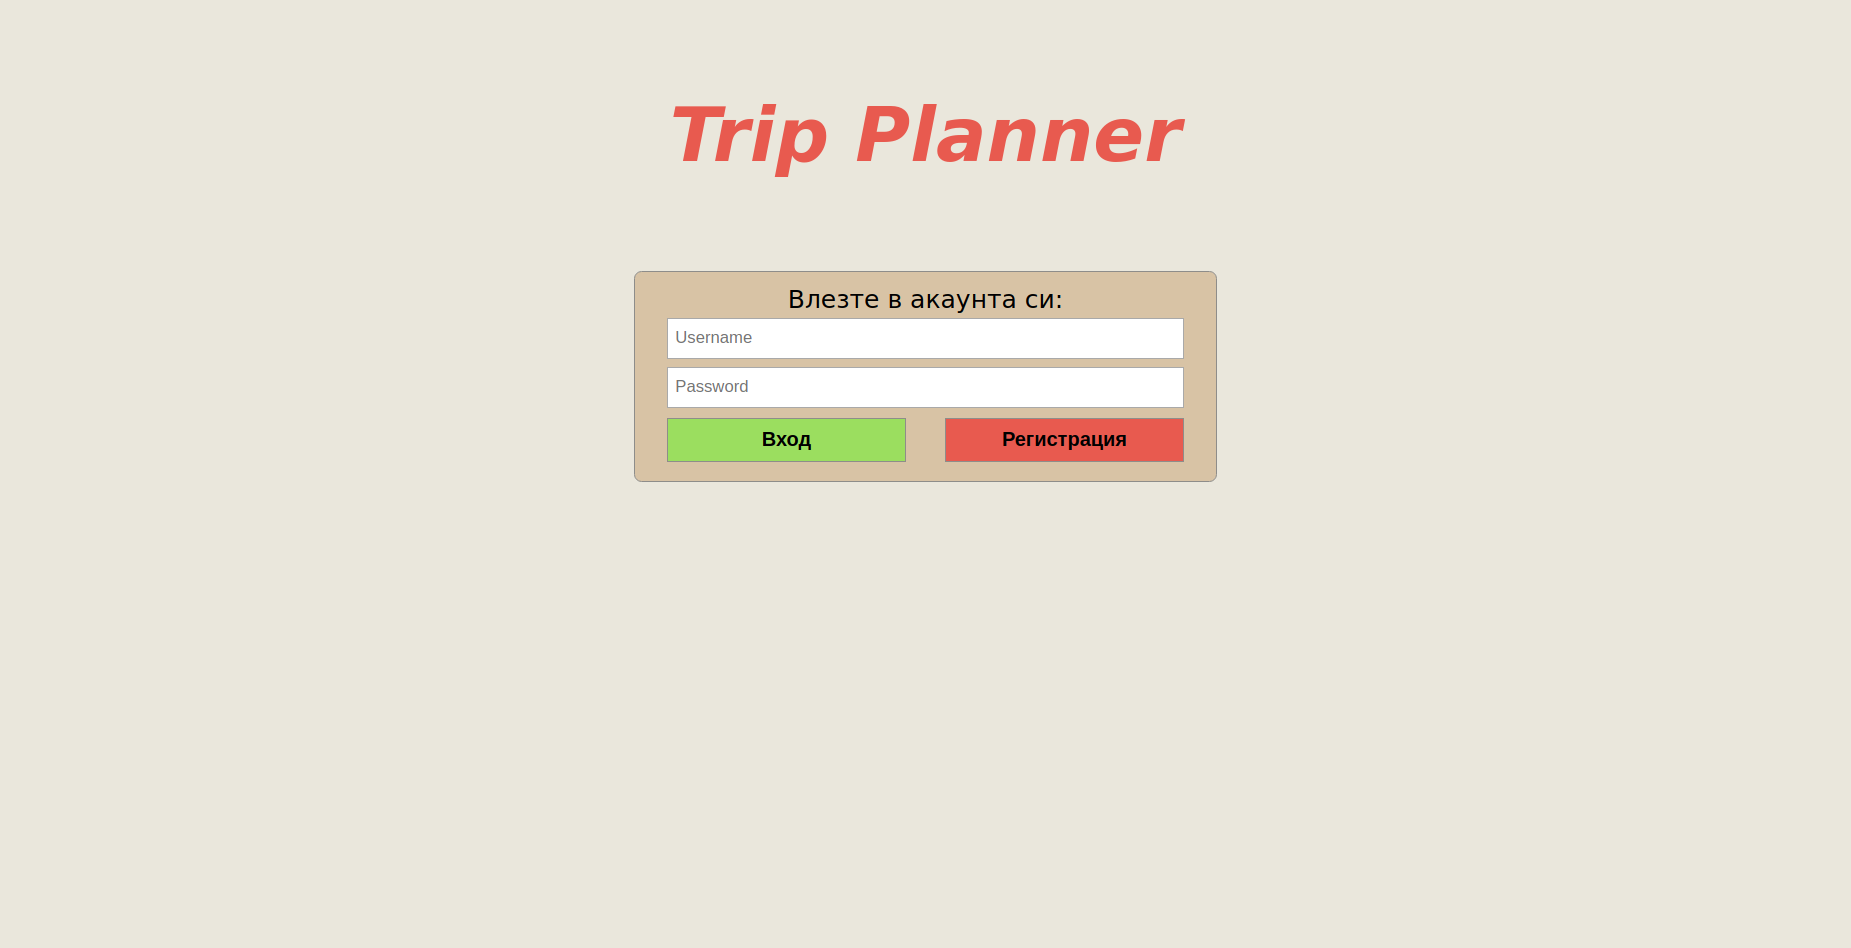 Trip Planner
Влезте в акаунта си:
Username
Password
Вход
Регистрация